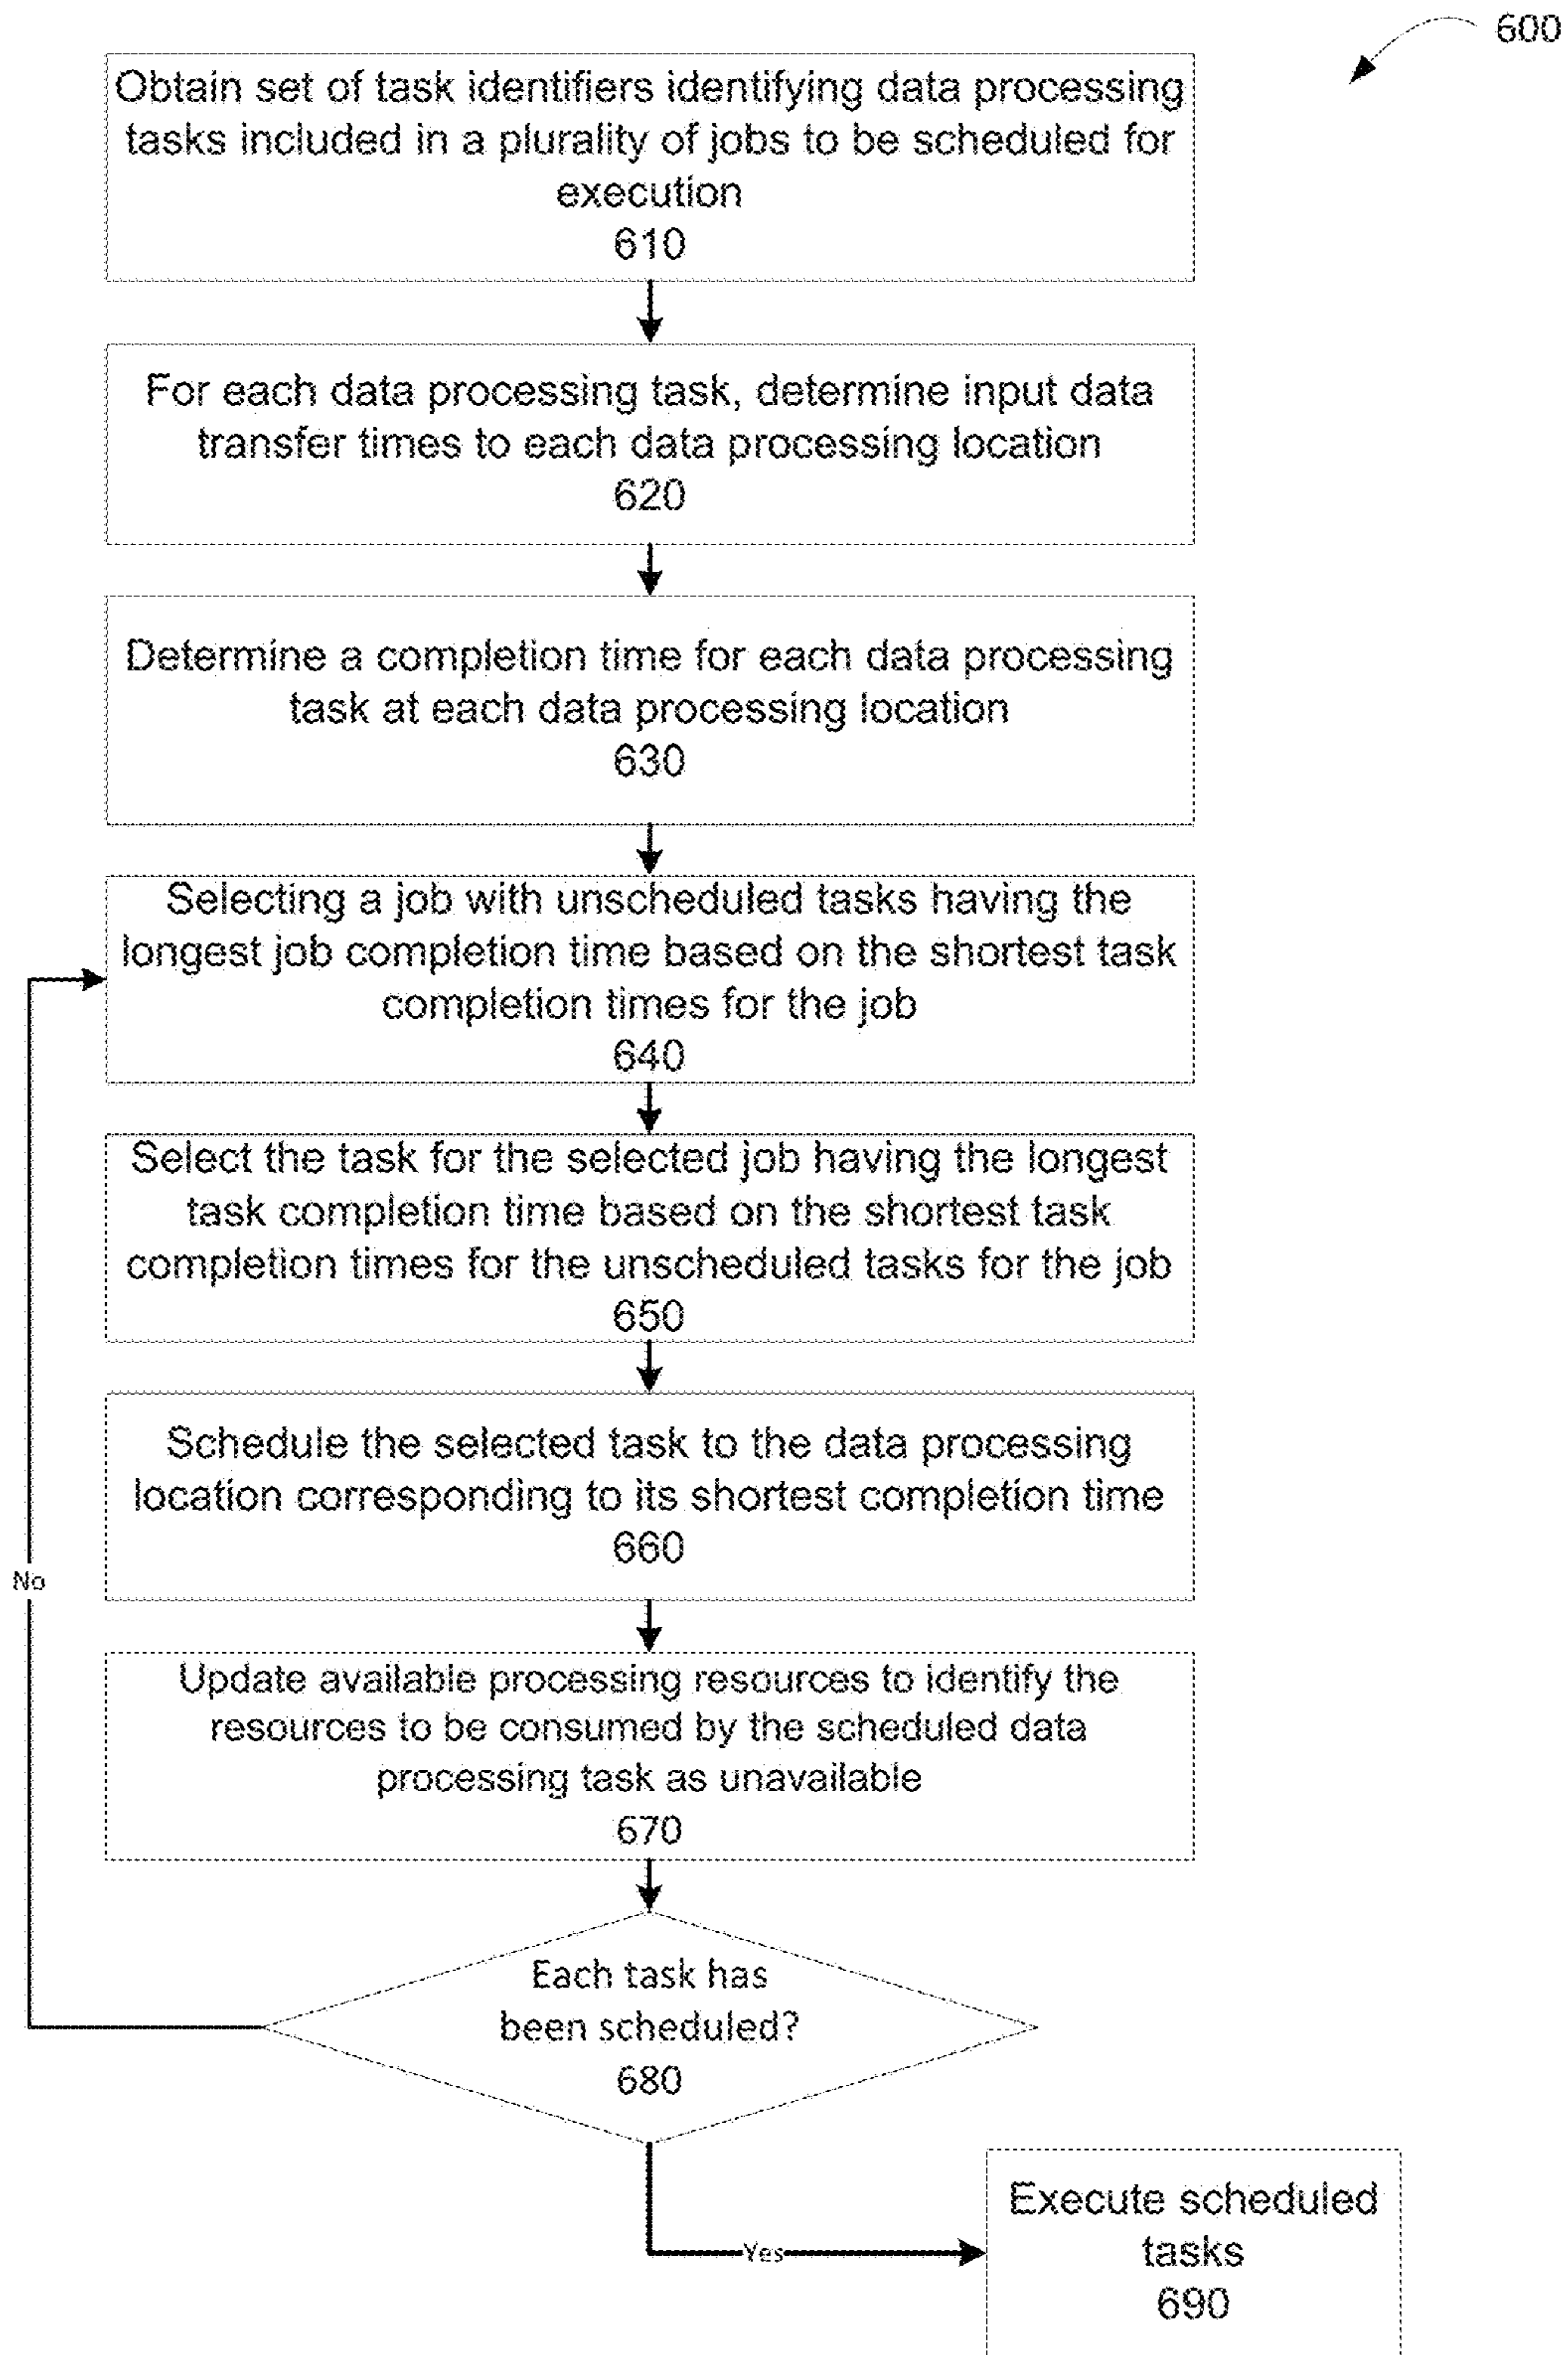 600
Obtain set of task identifiers identifying data processing
tasks included in a plurality of jobs to be scheduled for
execution
610
For each data processing task, determine input data
transfer times to each data processing location
620
Determine a completion time for each data processing
task at each data processing location
630
Selecting a job with unscheduled tasks having the
longest job completion time based on the shortest task
completion times for the job
640
Select the task for the selected job having the longest
task completion time based on the shortest task
completion times for the unscheduled tasks for the job
650
Schedule the selected task to the data processing
location corresponding to its shortest completion time
660
No
Update available processing resources to identify the
resources to be consumed by the scheduled data
processing task as unavailable
670
Each task has
been scheduled?
680
Yes
Execute scheduled
tasks
690